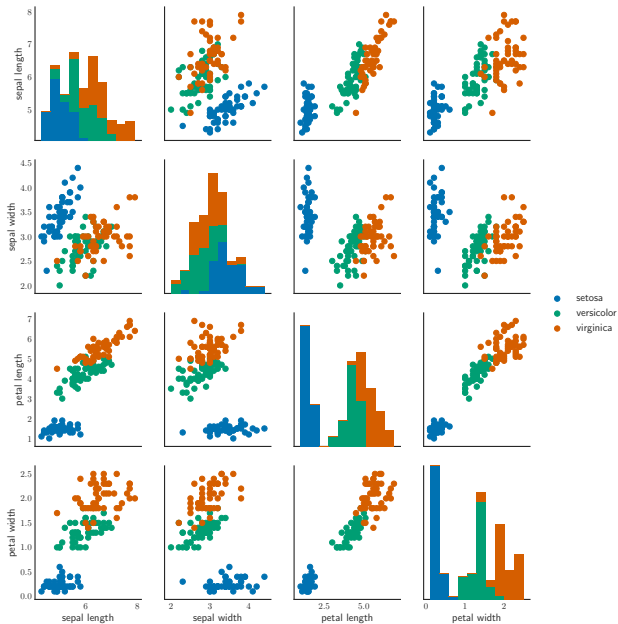 8
7
6
5
sepal length
4.5
4.0
3.5
3.0
2.5
2.0
sepal width
7
6
5
4
3
2
1
petal length
setosa
versicolor
virginica
2.5
2.0
1.5
1.0
0.5
0.0
petal width
6 8
sepal length
2 3 4
sepal width
2.5 5.0
petal length
0 1 2
petal width